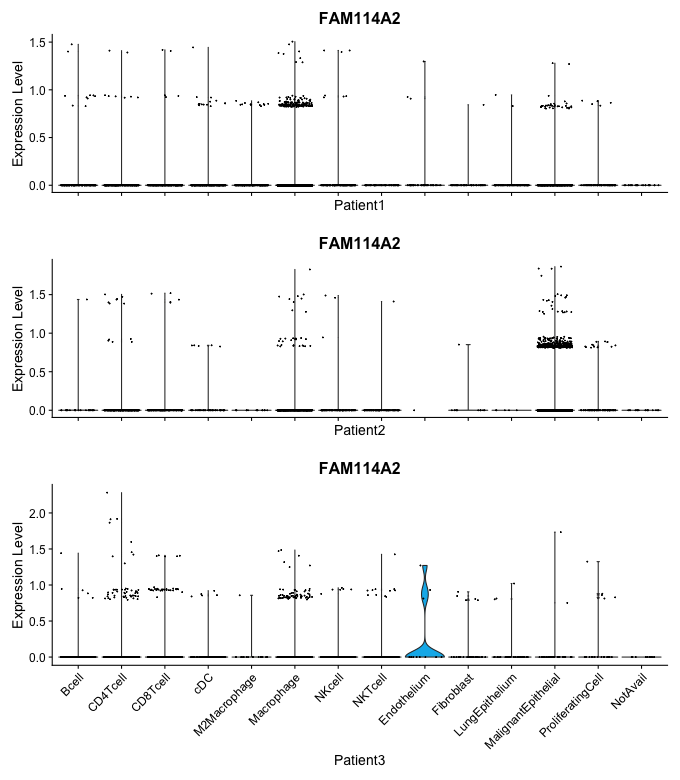 FAM114A2
Expression Level
1.5
1.0
0.5
0.0
Patient1
FAM114A2
Expression Level
1.5
1.0
0.5
0.0
Patient2
FAM114A2
Expression Level
2.0
1.5
1.0
0.5
0.0
Bcell
CD4Tcell
CD8Tcell
cDC
M2Macrophage
Macrophage
NKcell
NKTcell
Endothelium
Fibroblast
LungEpithelium
MalignantEpithelial
ProliferatingCell
NotAvail
Patient3